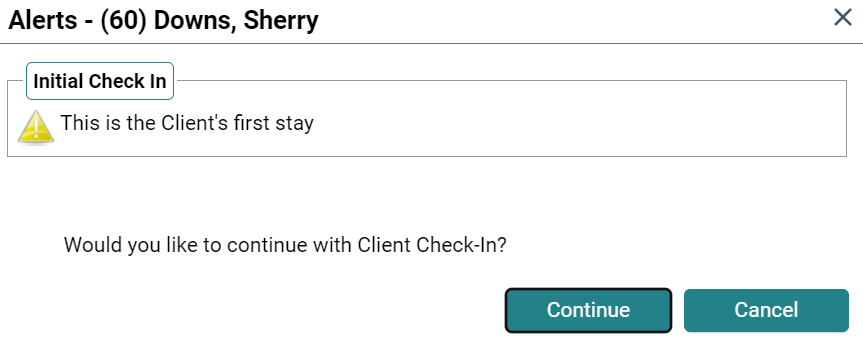 Alerts - (60) Downs, Sherry
Initial Check In
This is the Client's first stay
Would you like to continue with Client Check-In?
Continue
Cancel